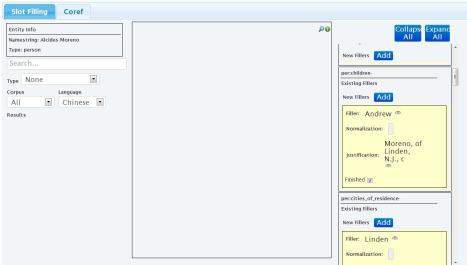 Slot Filling Coref
Entity Info
Namestring: Alcides Moreno
Type: person
Search...
Type None
Corpus Language
All Chinese
Results
Collapse All Expand All
New Fillers Add
per:children-
Existing Fillers
New Fillers Add
Filler: Andrew
Normalization:
Justification: Moreno, of
Linden,
N.J., c
Finished
per:cities_of_residence-
Existing Fillers
New Fillers Add
Filler: Linden
Normalization: